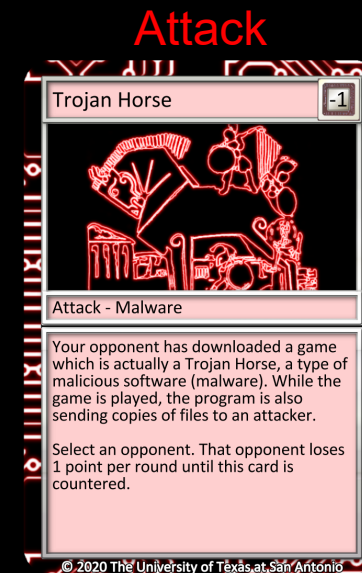 Attack
Trojan Horse
-1
Attack - Malware
Your opponent has downloaded a game
which is actually a Trojan Horse, a type of
malicious software (malware). While the
game is played, the program is also
sending copies of files to an attacker.
Select an opponent. That opponent loses
1 point per round until this card is
countered.
© 2020 The University of Texas at San Antonio